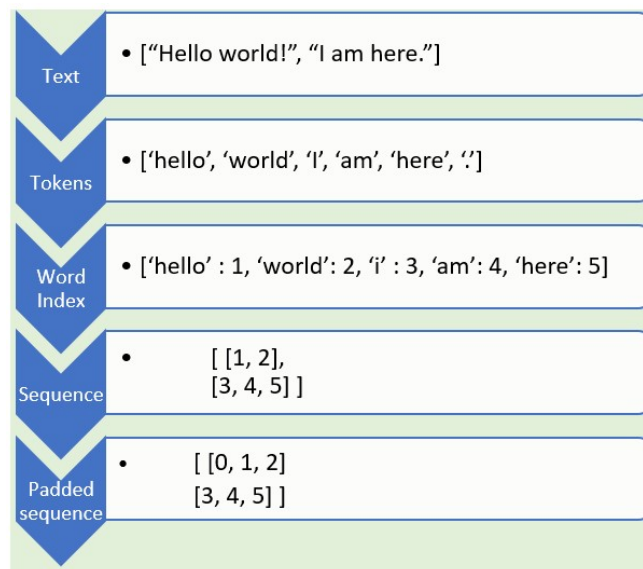 Text
• [“Hello world!”, “I am here.”]
Tokens
• [‘hello’, ‘world’, ‘I’, ‘am’, ‘here’, ‘.’]
Word
Index
• [‘hello’ : 1, ‘world’: 2, ‘i’ : 3, ‘am’: 4, ‘here’: 5]
Sequence
• [ [1, 2],
[3, 4, 5] ]
Padded
sequence
• [ [0, 1, 2]
[3, 4, 5] ]